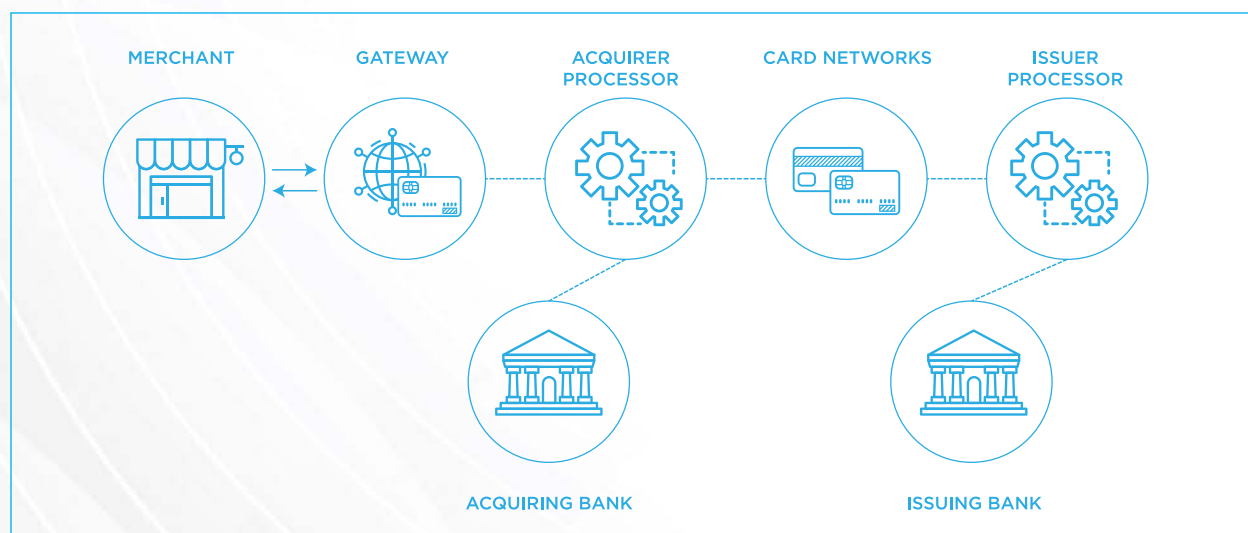 MERCHANT
GATEWAY
ACQUIRER
PROCESSOR
CARD NETWORKS
ISSUER
PROCESSOR
ACQUIRING BANK
ISSUING BANK